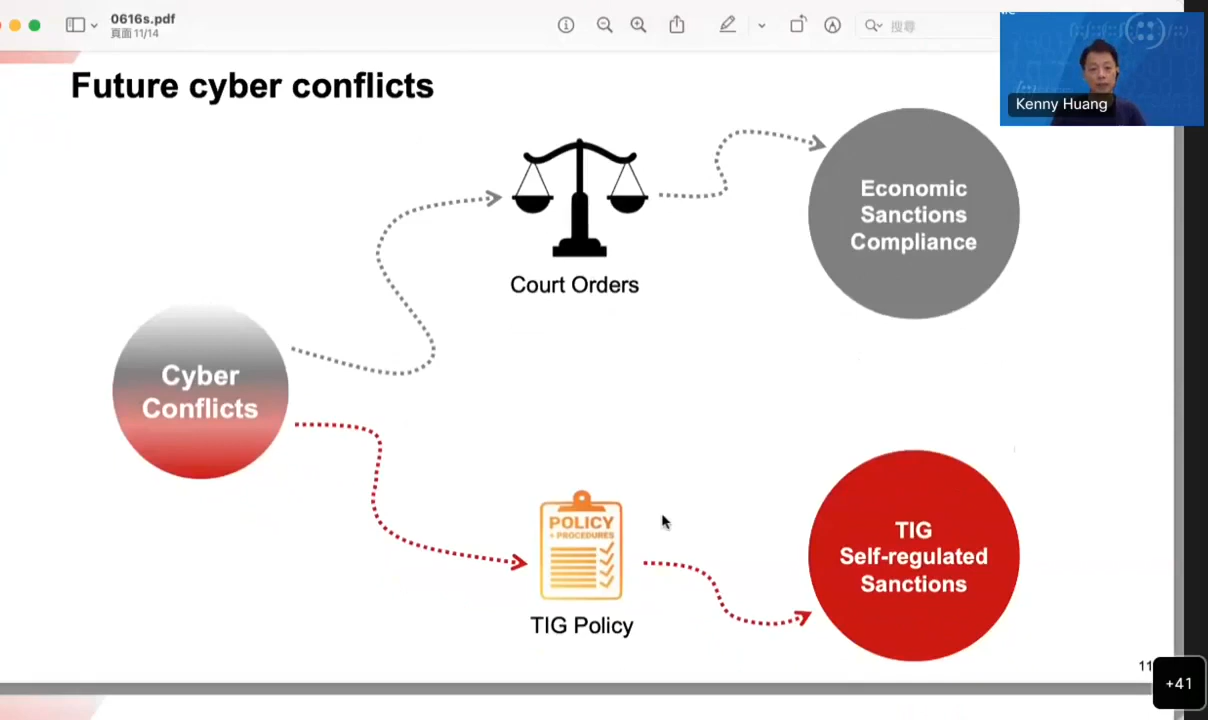 0616s.pdf
頁面 11/14
搜尋
Kenny Huang
Future cyber conflicts
Economic
Sanctions
Compliance
Court Orders
Cyber
Conflicts
POLICY
+ PROCEDURES
TIG
Self-regulated
Sanctions
TIG Policy
11
+41